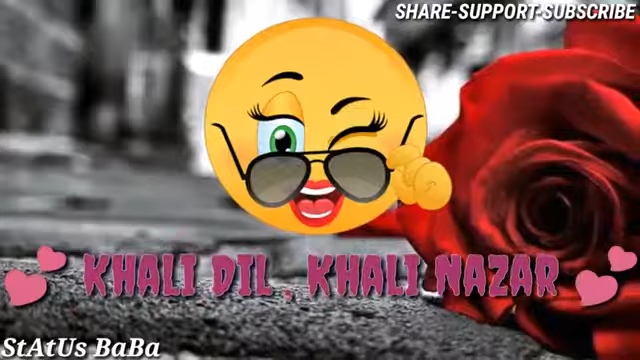 SHARE-SUPPORT-SUBSCRIBE
KHALI DIL , KHALI NAZAR
StAtUs BaBa